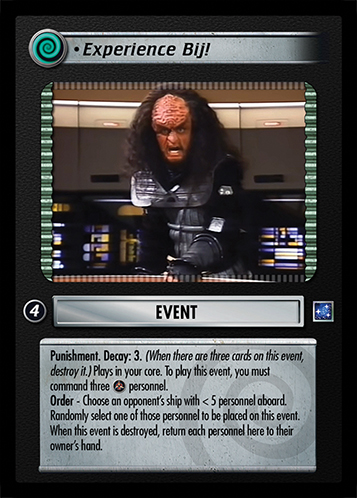 • Experience Bij!
4
EVENT
Punishment. Decay: 3. (When there are three cards on this event,
destroy it.) Plays in your core. To play this event, you must
command three personnel.
Order - Choose an opponent's ship with < 5 personnel aboard.
Randomly select one of those personnel to be placed on this event.
When this event is destroyed, return each personnel here to their
owner's hand.